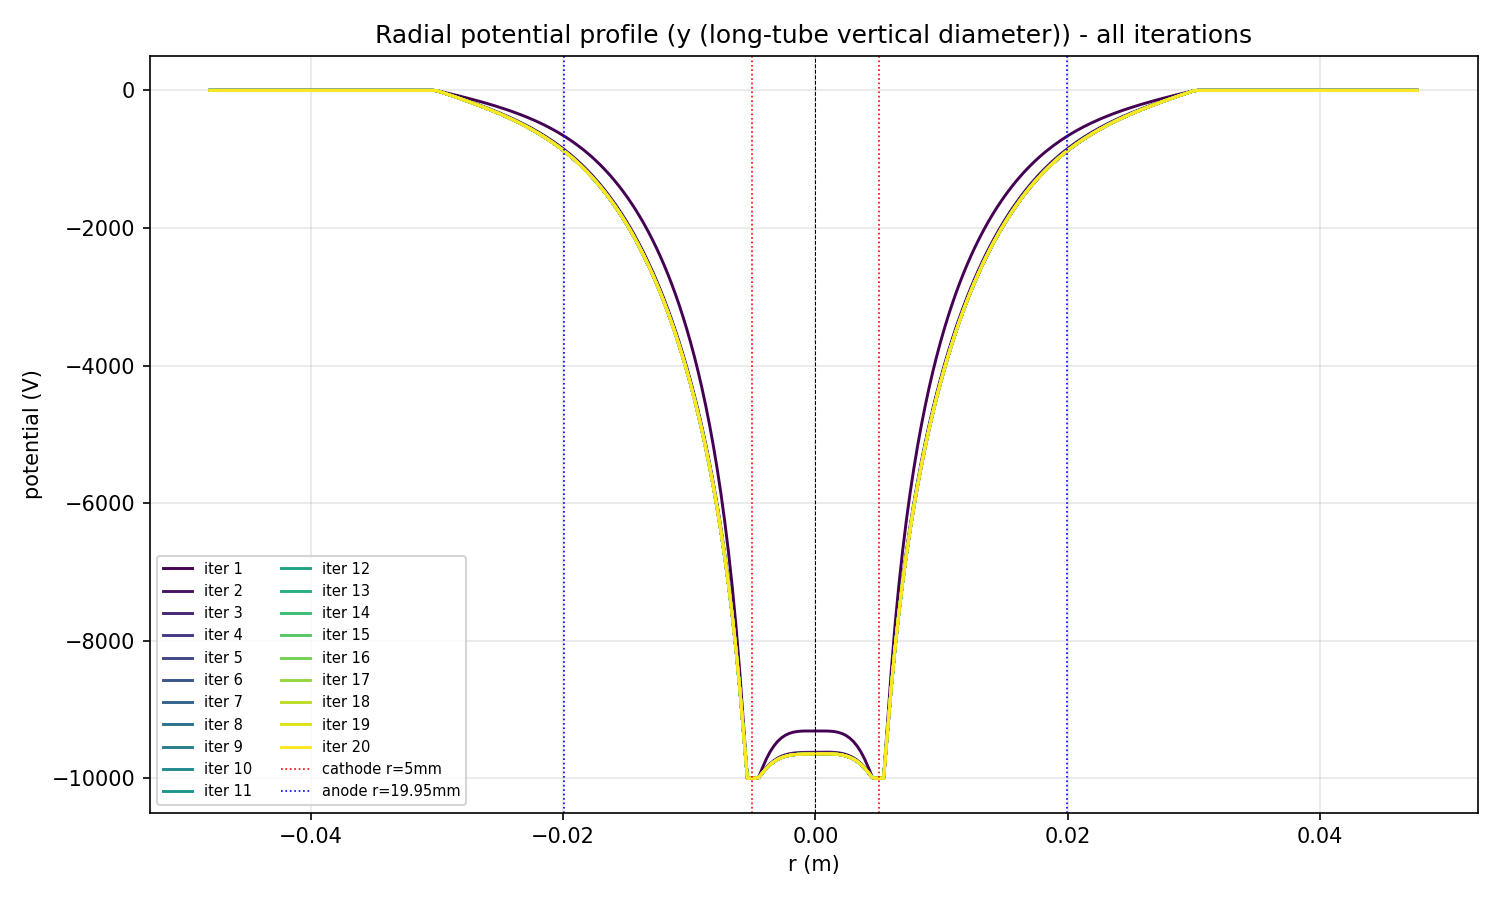 Radial potential profile (y (long-tube vertical diameter)) - all iterations
potential (V)
0
−2000
−4000
−6000
−8000
−10000
iter 1
iter 2
iter 3
iter 4
iter 5
iter 6
iter 7
iter 8
iter 9
iter 10
iter 11
iter 12
iter 13
iter 14
iter 15
iter 16
iter 17
iter 18
iter 19
iter 20
cathode r=5mm
anode r=19.95mm
−0.04
−0.02
0.00
0.02
0.04
r (m)